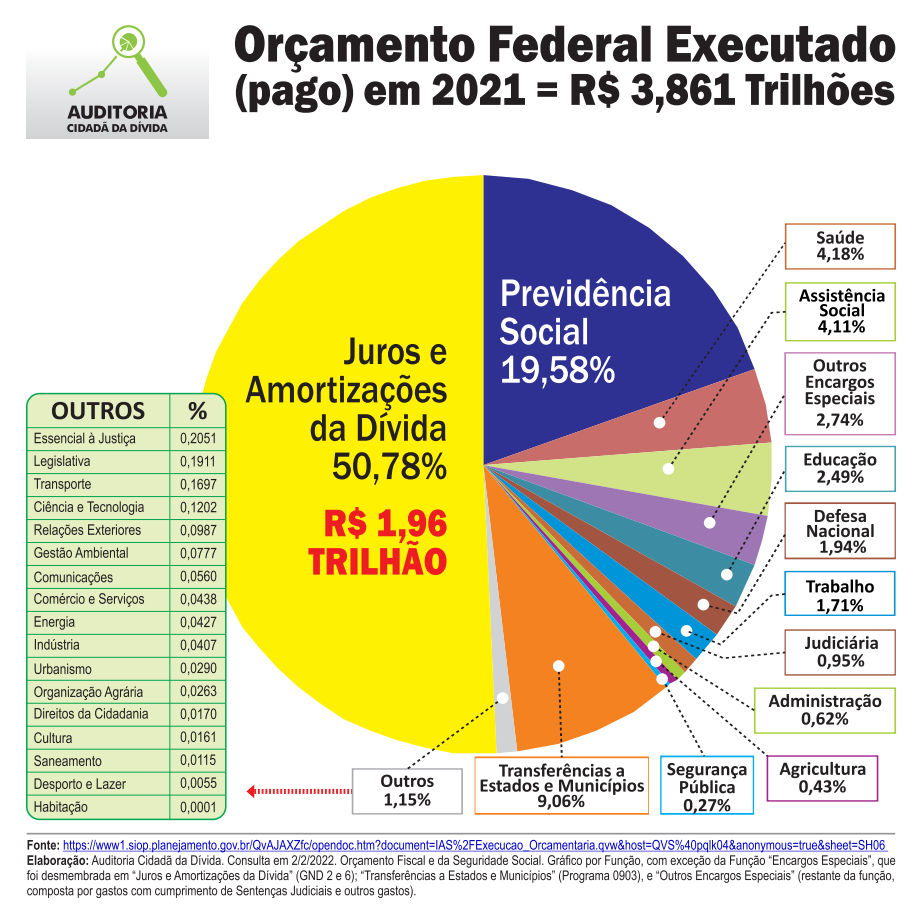 AUDITORIA
CIDADÃ DA DÍVIDA
Orçamento Federal Executado
(pago) em 2021 = R$ 3,861 Trilhões
Previdência
Social
19,58%
Juros e
Amortizações
da Dívida
50,78%
R$ 1,96
TRILHÃO
Saúde
4,18%
Assistência
Social
4,11%
Outros
Encargos
Especiais
2,74%
Educação
2,49%
Defesa
Nacional
1,94%
Trabalho
1,71%
Judiciária
0,95%
Administração
0,62%
Agricultura
0,43%
Segurança
Pública
0,27%
Transferências a
Estados e Municípios
9,06%
Outros
1,15%
OUTROS %
Essencial à Justiça 0,2051
Legislativa 0,1911
Transporte 0,1697
Ciência e Tecnologia 0,1202
Relações Exteriores 0,0987
Gestão Ambiental 0,0777
Comunicações 0,0560
Comércio e Serviços 0,0438
Energia 0,0427
Indústria 0,0407
Urbanismo 0,0290
Organização Agrária 0,0263
Direitos da Cidadania 0,0170
Cultura 0,0161
Saneamento 0,0115
Desporto e Lazer 0,0055
Habitação 0,0001
Fonte: https://www1.siop.planejamento.gov.br/QvAJAXZfc/opendoc.htm?document=IAS%2FExecucao_Orcamentaria.qvw&host=QVS%40pqlk04&anonymous=true&sheet=SH06
Elaboração: Auditoria Cidadã da Dívida. Consulta em 2/2/2022. Orçamento Fiscal e da Seguridade Social. Gráfico por Função, com exceção da Função “Encargos Especiais”, que
foi desmembrada em “Juros e Amortizações da Dívida” (GND 2 e 6); “Transferências a Estados e Municípios” (Programa 0903), e “Outros Encargos Especiais” (restante da função,
composta por gastos com cumprimento de Sentenças Judiciais e outros gastos).